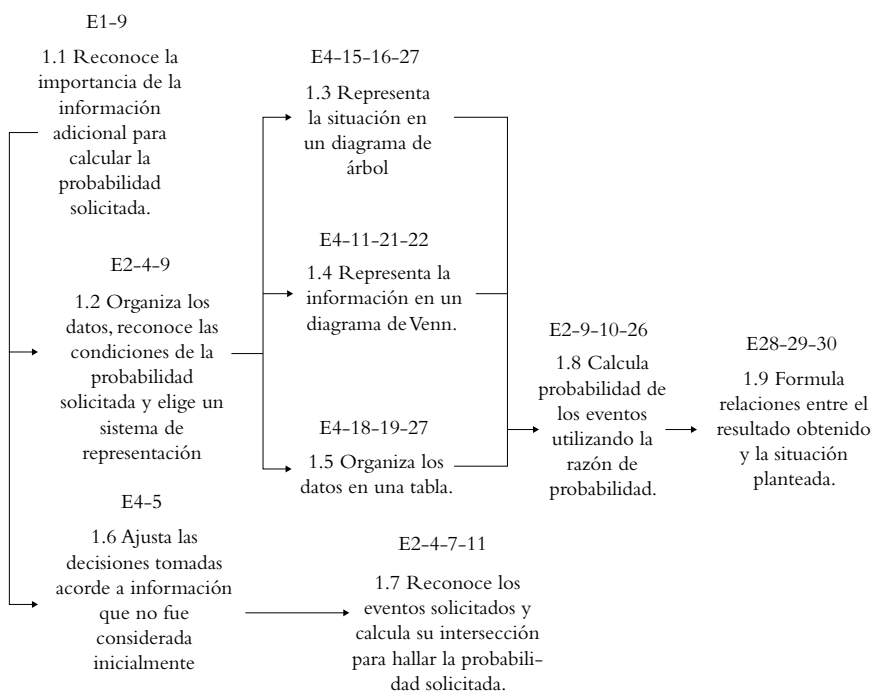 E1-9
1.1 Reconoce la
importancia de la
información
adicional para
calcular la
probabilidad
solicitada.
E2-4-9
1.2 Organiza los
datos, reconoce las
condiciones de la
probabilidad
solicitada y elige un
sistema de
representación
E4-5
1.6 Ajusta las
decisiones tomadas
acorde a información
que no fue
considerada
inicialmente
E4-15-16-27
1.3 Representa
la situación en
un diagrama de
árbol
E4-11-21-22
1.4 Representa la
información en un
diagrama de Venn.
E4-18-19-27
1.5 Organiza los
datos en una tabla.
E2-4-7-11
1.7 Reconoce los
eventos solicitados y
calcula su intersección
para hallar la probabili-
dad solicitada.
E2-9-10-26
1.8 Calcula
probabilidad de
los eventos
utilizando la
razón de
probabilidad.
E28-29-30
1.9 Formula
relaciones entre el
resultado obtenido
y la situación
planteada.